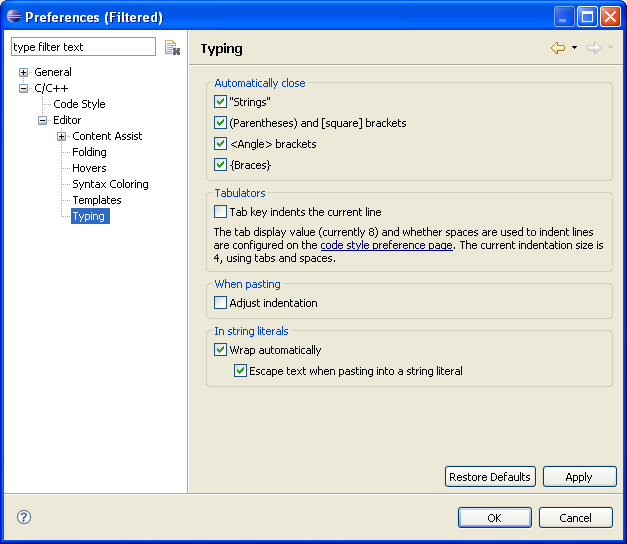 Preferences (Filtered)
type filter text
General
C/C++
Code Style
Editor
Content Assist
Folding
Hovers
Syntax Coloring
Templates
Typing
Typing
Automatically close
"Strings"
(Parentheses) and [square] brackets
<Angle> brackets
{Braces}
Tabulators
Tab key indents the current line
The tab display value (currently 8) and whether spaces are used to indent lines
are configured on the code style preference page. The current indentation size is
4, using tabs and spaces.
When pasting
Adjust indentation
In string literals
Wrap automatically
Escape text when pasting into a string literal
Restore Defaults
Apply
?
OK
Cancel